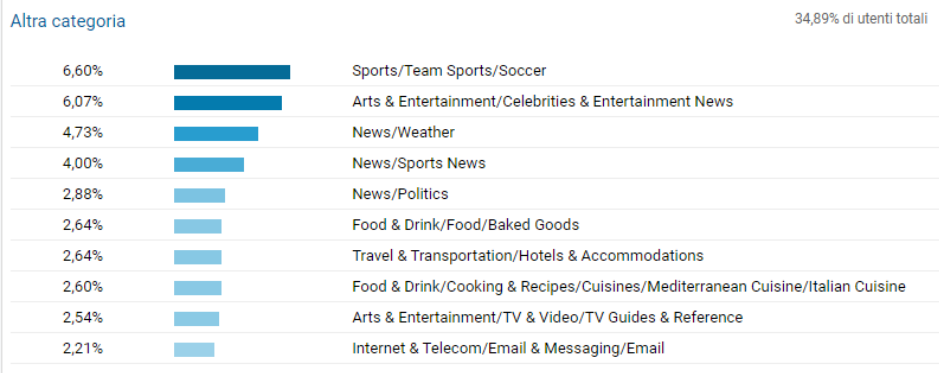 Altra categoria 34,89% di utenti totali
6,60% Sports/Team Sports/Soccer
6,07% Arts & Entertainment/Celebrities & Entertainment News
4,73% News/Weather
4,00% News/Sports News
2,88% News/Politics
2,64% Food & Drink/Food/Baked Goods
2,64% Travel & Transportation/Hotels & Accommodations
2,60% Food & Drink/Cooking & Recipes/Cuisines/Mediterranean Cuisine/Italian Cuisine
2,54% Arts & Entertainment/TV & Video/TV Guides & Reference
2,21% Internet & Telecom/Email & Messaging/Email